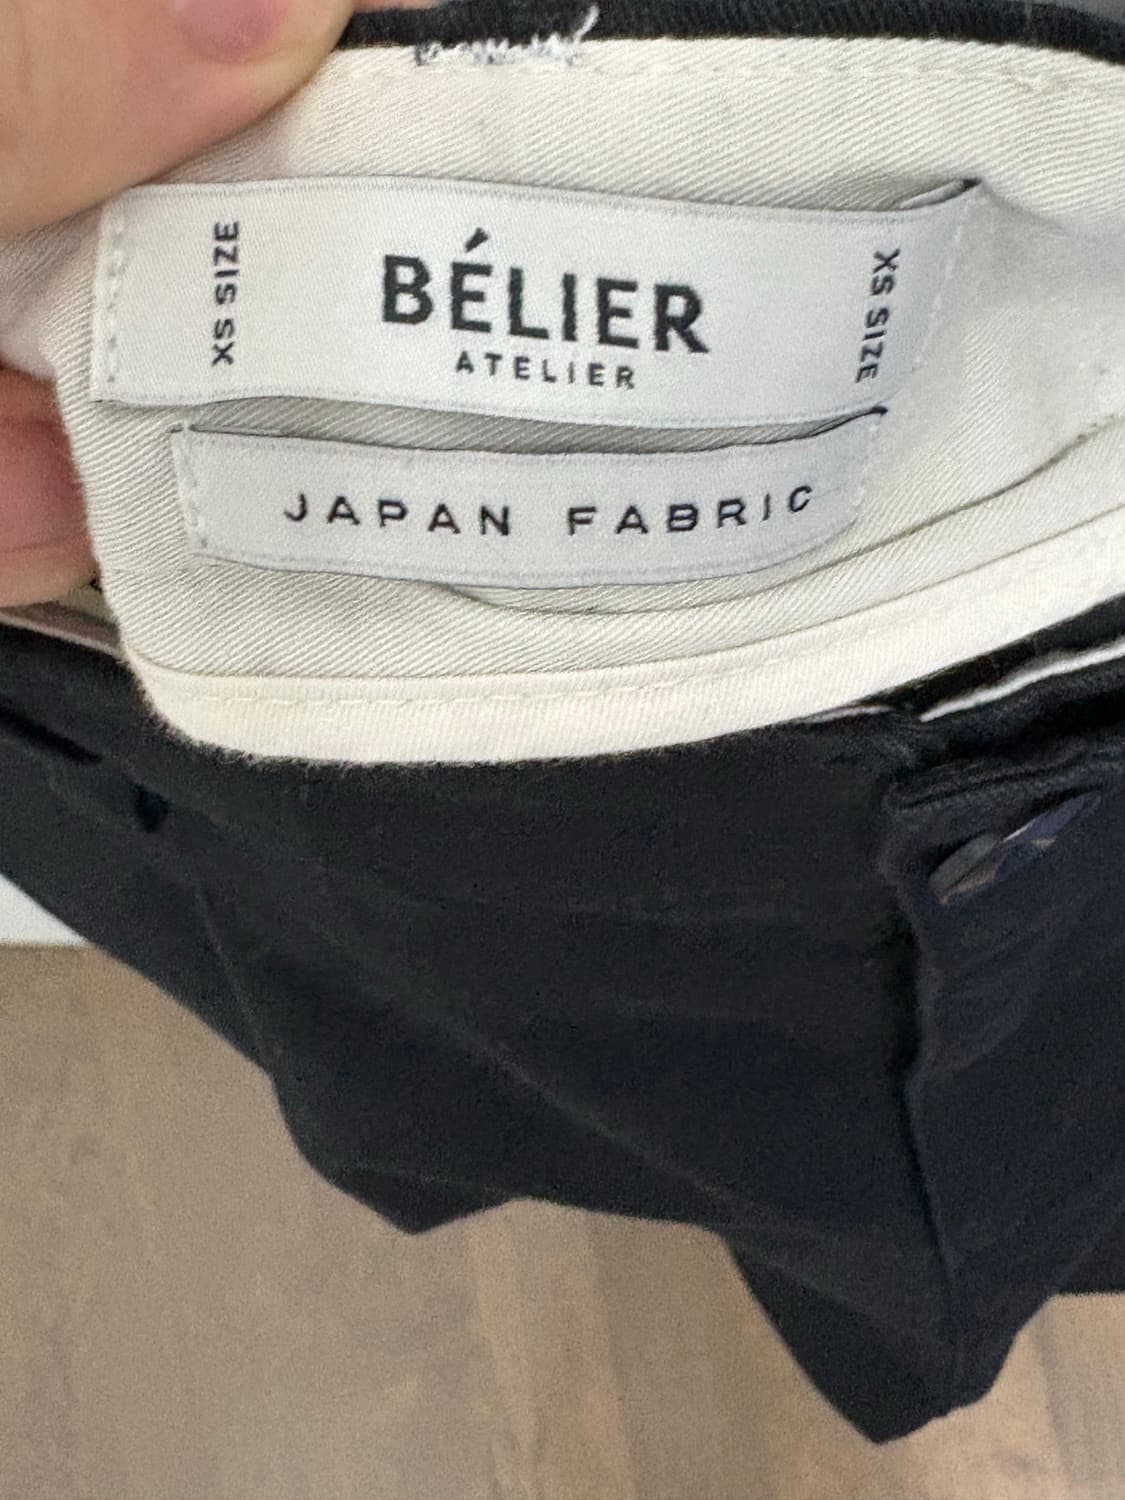 XS SIZE
BÉLIER
ATELIER
XS SIZE
JAPAN FABRIC